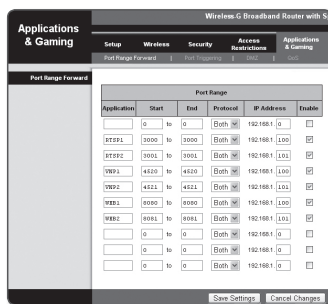 Wireless-G Broadband Router with S
Applications & Gaming
Setup Wireless Security Access Restrictions Applications & Gaming
Port Range Forward | Port Triggering | DMZ | QoS
Port Range Forward
Port Range
Application Start End Protocol IP Address Enable
0 to 0 Both 192.168.1. 0
RTSP1 3000 to 3000 Both 192.168.1. 100
RTSP2 3001 to 3001 Both 192.168.1. 101
VNP1 4520 to 4520 Both 192.168.1. 100
VNP2 4521 to 4521 Both 192.168.1. 101
WEB1 8080 to 8080 Both 192.168.1. 100
WEB2 8081 to 8081 Both 192.168.1. 101
0 to 0 Both 192.168.1. 0
0 to 0 Both 192.168.1. 0
0 to 0 Both 192.168.1. 0
Save Settings Cancel Changes